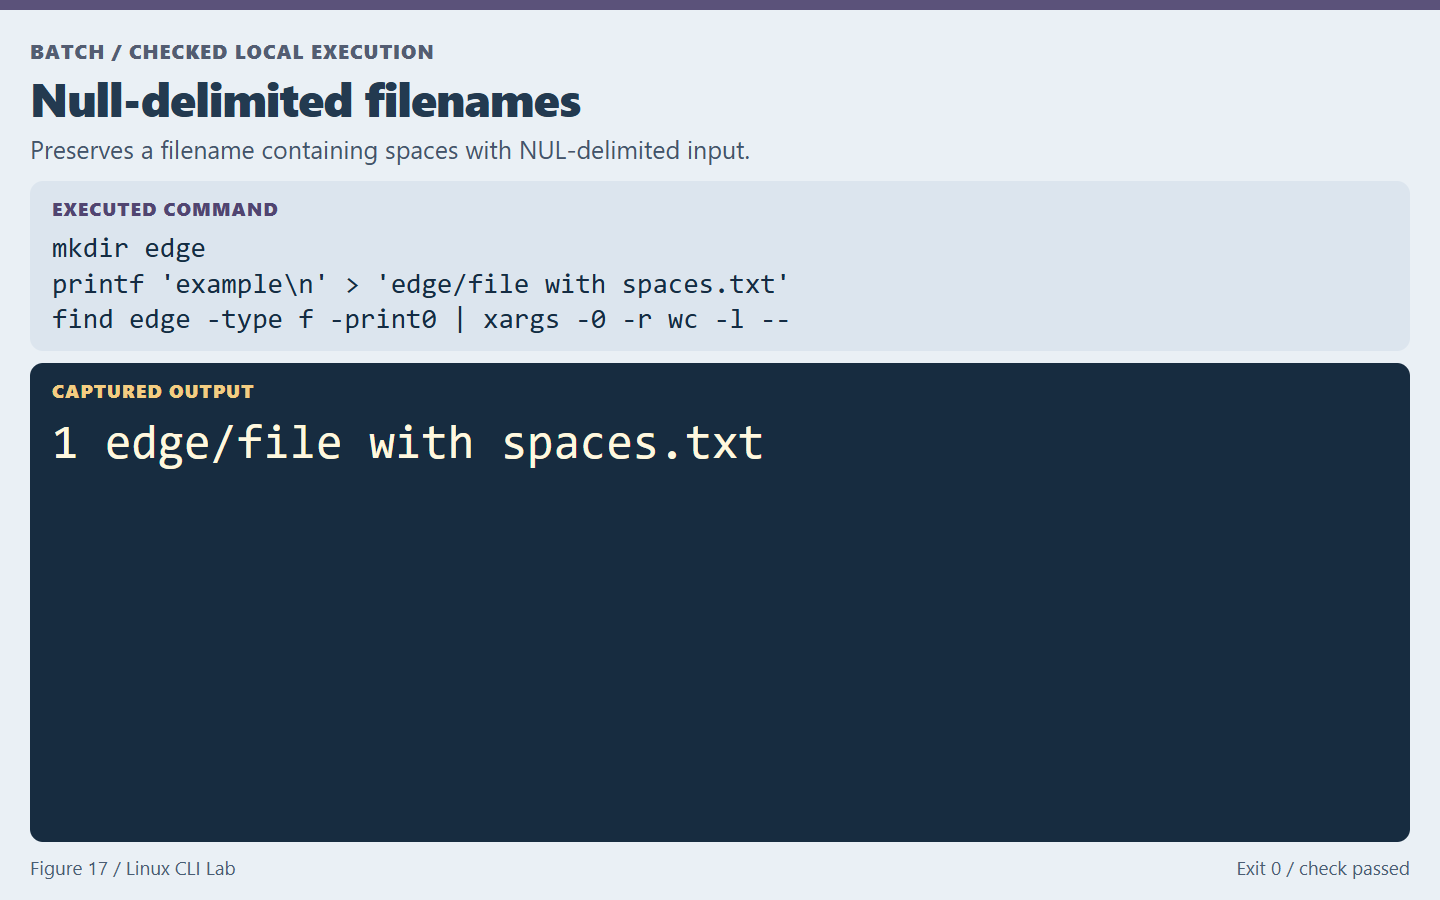 BATCH / CHECKED LOCAL EXECUTION
Null-delimited filenames
Preserves a filename containing spaces with NUL-delimited input.
EXECUTED COMMAND
mkdir edge
printf 'example\n' > 'edge/file with spaces.txt'
find edge -type f -print0 | xargs -0 -r wc -l --
CAPTURED OUTPUT
1 edge/file with spaces.txt
Figure 17 / Linux CLI Lab
Exit 0 / check passed